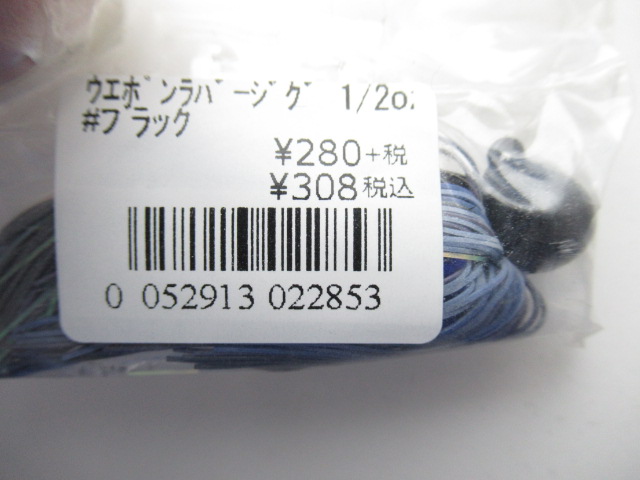 ｳｴﾎﾟﾝﾗﾊﾞｰｼﾞｸﾞ 1/2oz
#ブラック
¥280+税
¥308税込
0 052913 022853